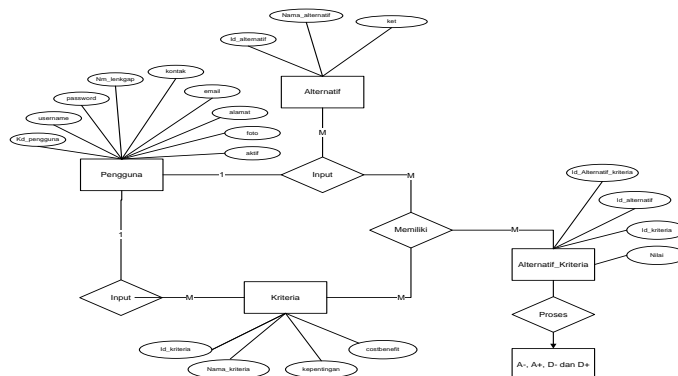 Nama_alternatif
ket
Id_alternatif
Alternatif
kontak
Nm_lenkgap
email
password
username
alamat
Kd_pengguna
foto
aktif
Pengguna
M
1
Input
M
Id_Alternatif_kriteria
Id_alternatif
Id_kriteria
Nilai
Memiliki
M
Alternatif_Kriteria
1
Input
M
Kriteria
M
Proses
Id_kriteria
Nama_kriteria
kepentingan
costbenefit
A-, A+, D- dan D+